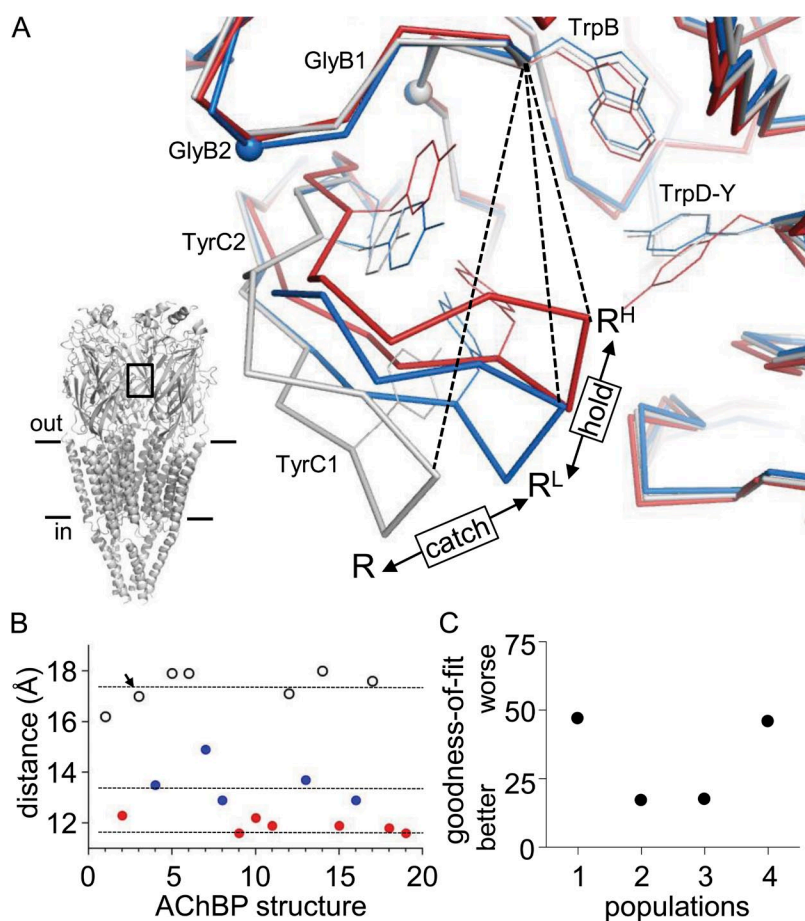 A
TrpB
GlyB1
GlyB2
TrpD-Y
TyrC2
R^H
hold
TyrC1
R^L
catch
R
out
in
B
distance (Å)
18
16
14
12
0 5 10 15 20
AChBP structure
C
goodness-of-fit
better worse
75
50
25
0
1 2 3 4
populations